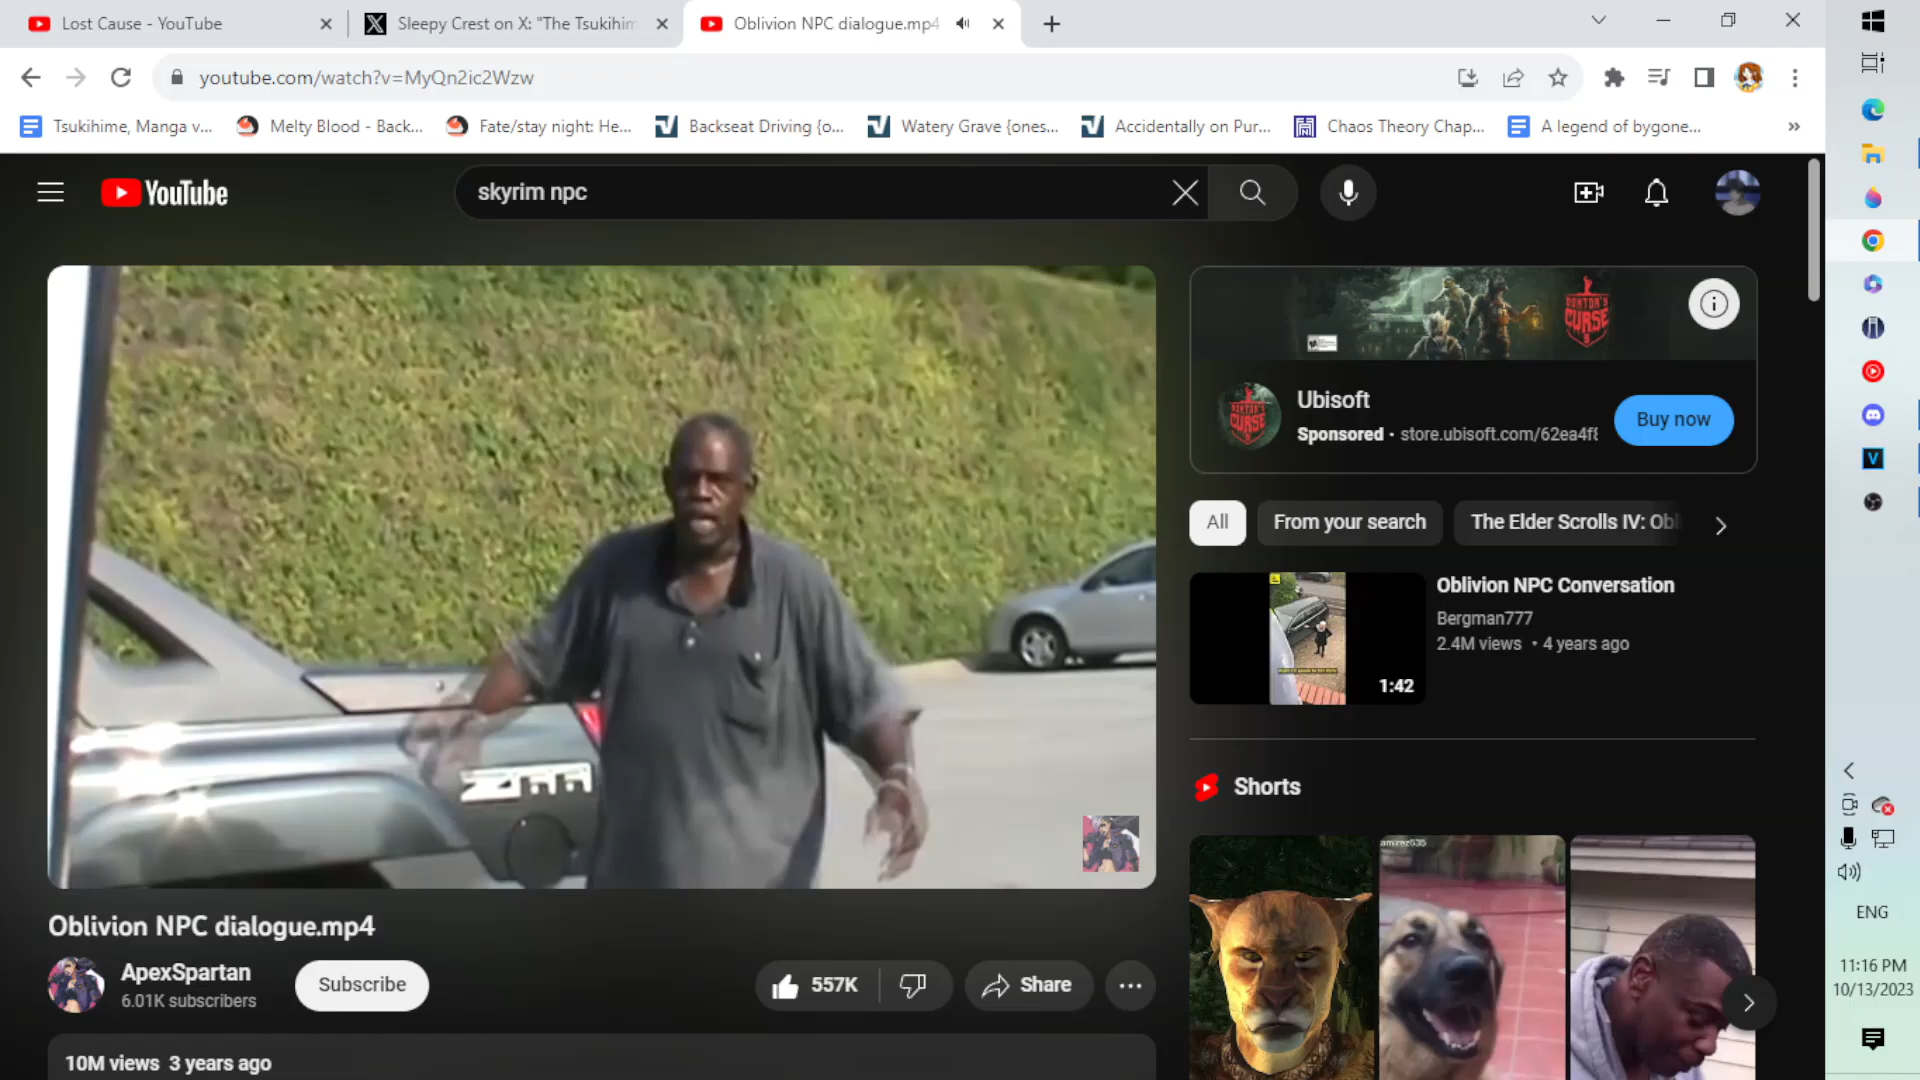 Lost Cause - YouTube
Sleepy Crest on X: "The Tsukihim
Oblivion NPC dialogue.mp4
youtube.com/watch?v=MyQn2ic2Wzw
Tsukihime, Manga v...
Melty Blood - Back...
Fate/stay night: He...
Backseat Driving {o...
Watery Grave {ones...
Accidentally on Pur...
Chaos Theory Chap...
A legend of bygone...
»
YouTube
skyrim npc
CURSE
Ubisoft
Sponsored · store.ubisoft.com/62ea4f8
Buy now
All
From your search
The Elder Scrolls IV: Obl
Oblivion NPC Conversation
Bergman777
2.4M views • 4 years ago
1:42
Shorts
amirez535
Oblivion NPC dialogue.mp4
ApexSpartan
6.01K subscribers
Subscribe
557K
Share
10M views 3 years ago
ENG
11:16 PM
10/13/2023